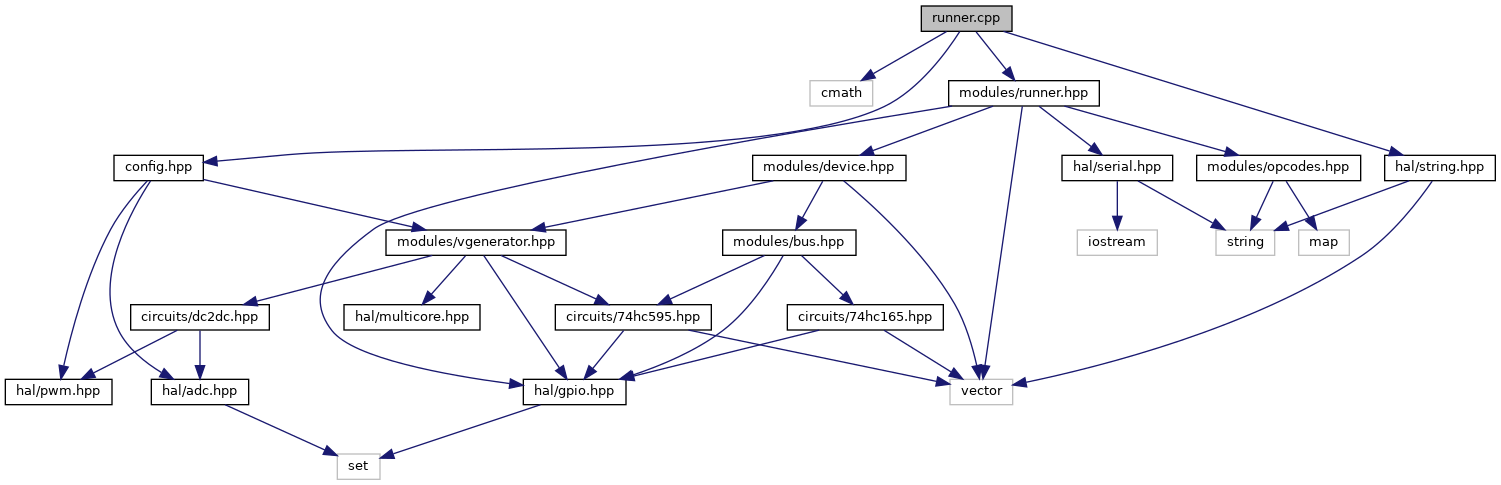 runner.cpp
cmath
modules/runner.hpp
config.hpp
modules/device.hpp
hal/serial.hpp
modules/opcodes.hpp
hal/string.hpp
modules/vgenerator.hpp
modules/bus.hpp
iostream
string
map
circuits/dc2dc.hpp
hal/multicore.hpp
circuits/74hc595.hpp
circuits/74hc165.hpp
hal/pwm.hpp
hal/adc.hpp
hal/gpio.hpp
vector
set